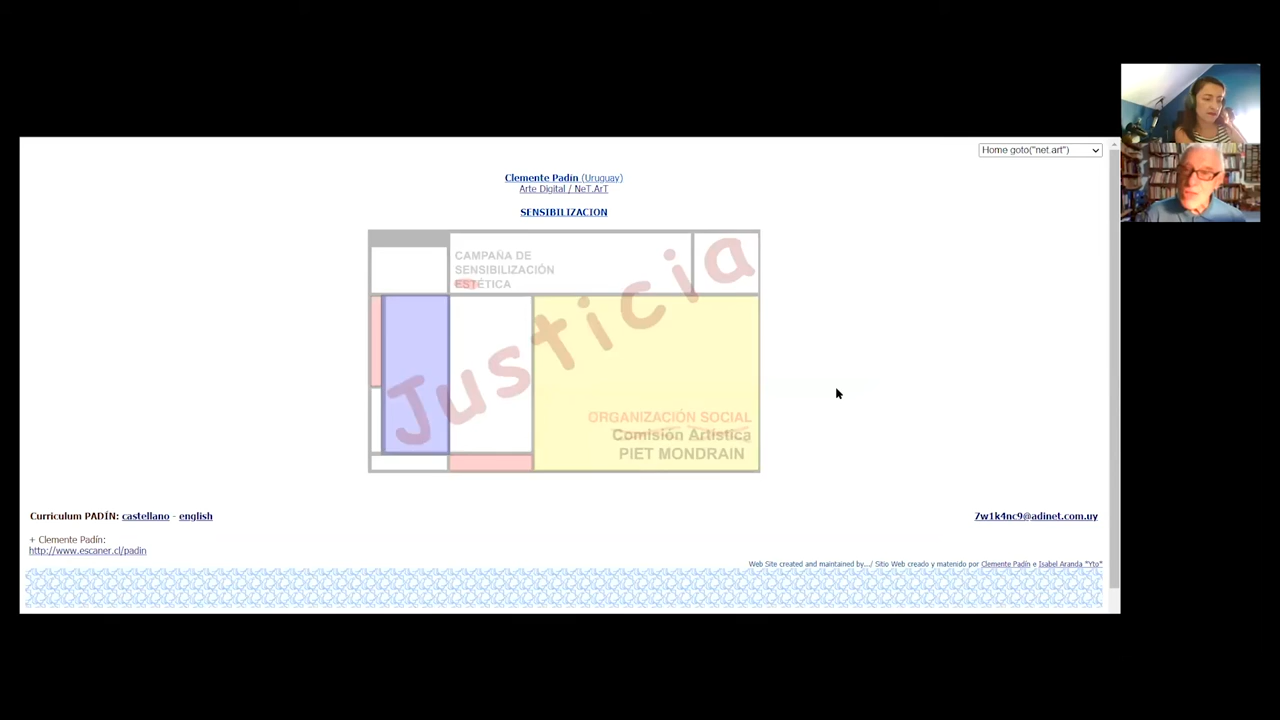 Home goto("net.art")
Clemente Padín (Uruguay)
Arte Digital / NeT.ArT
SENSIBILIZACION
CAMPAÑA DE
SENSIBILIZACIÓN
ESTÉTICA
Justicia
ORGANIZACIÓN SOCIAL
Comisión Artística
PIET MONDRAIN
Curriculum PADÍN: castellano - english
7w1k4nc9@adinet.com.uy
+ Clemente Padín:
http://www.escaner.cl/padin
Web Site created and maintained by.../ Sitio Web creado y matenido por Clemente Padín e Isabel Aranda "Yto"